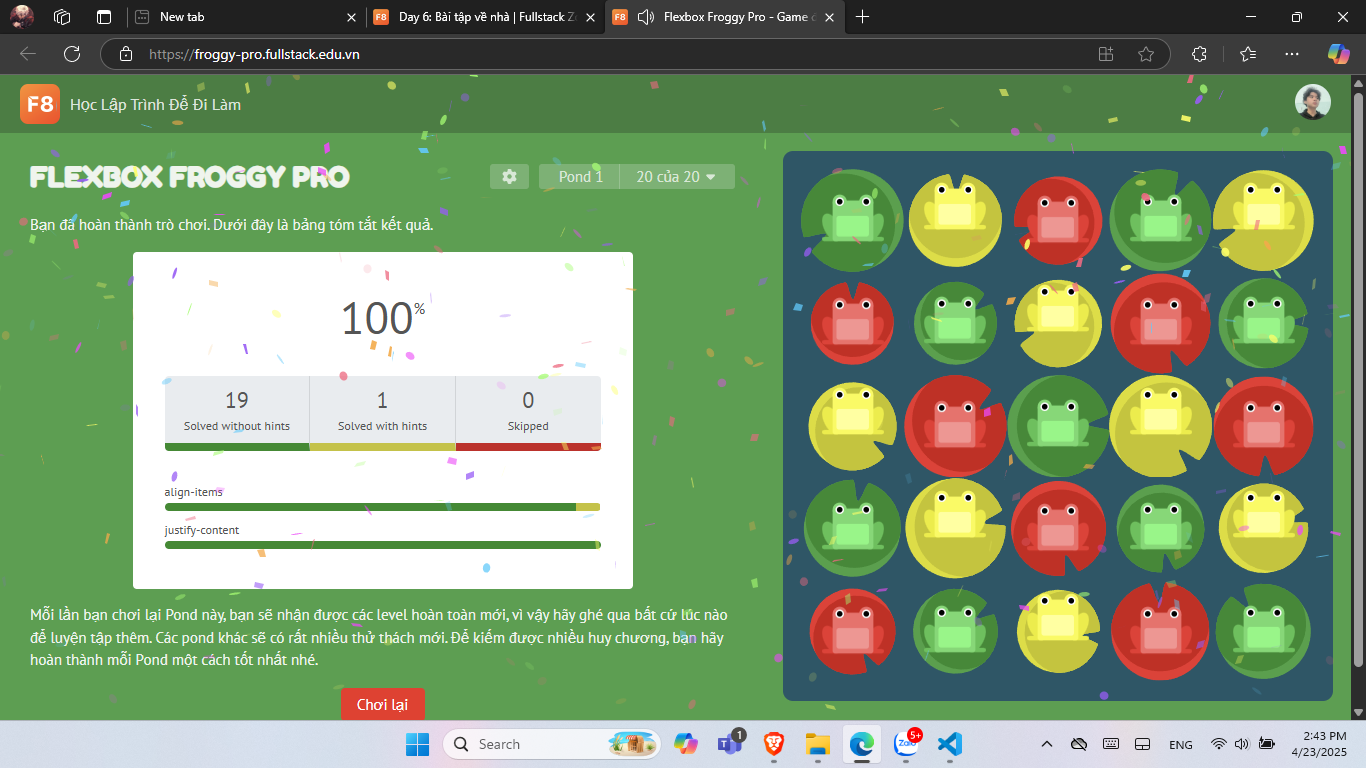 New tab
F8 Day 6: Bài tập về nhà | Fullstack Zo
F8 Flexbox Froggy Pro - Game d
https://froggy-pro.fullstack.edu.vn
F8 Học Lập Trình Để Đi Làm
FLEXBOX FROGGY PRO
Pond 1
20 của 20
Bạn đã hoàn thành trò chơi. Dưới đây là bảng tóm tắt kết quả.
100%
19
Solved without hints
1
Solved with hints
0
Skipped
align-items
justify-content
Mỗi lần bạn chơi lại Pond này, bạn sẽ nhận được các level hoàn toàn mới, vì vậy hãy ghé qua bất cứ lúc nào
để luyện tập thêm. Các pond khác sẽ có rất nhiều thử thách mới. Để kiếm được nhiều huy chương, bạn hãy
hoàn thành mỗi Pond một cách tốt nhất nhé.
Chơi lại
Search
1
Zalo
5+
ENG
2:43 PM
4/23/2025